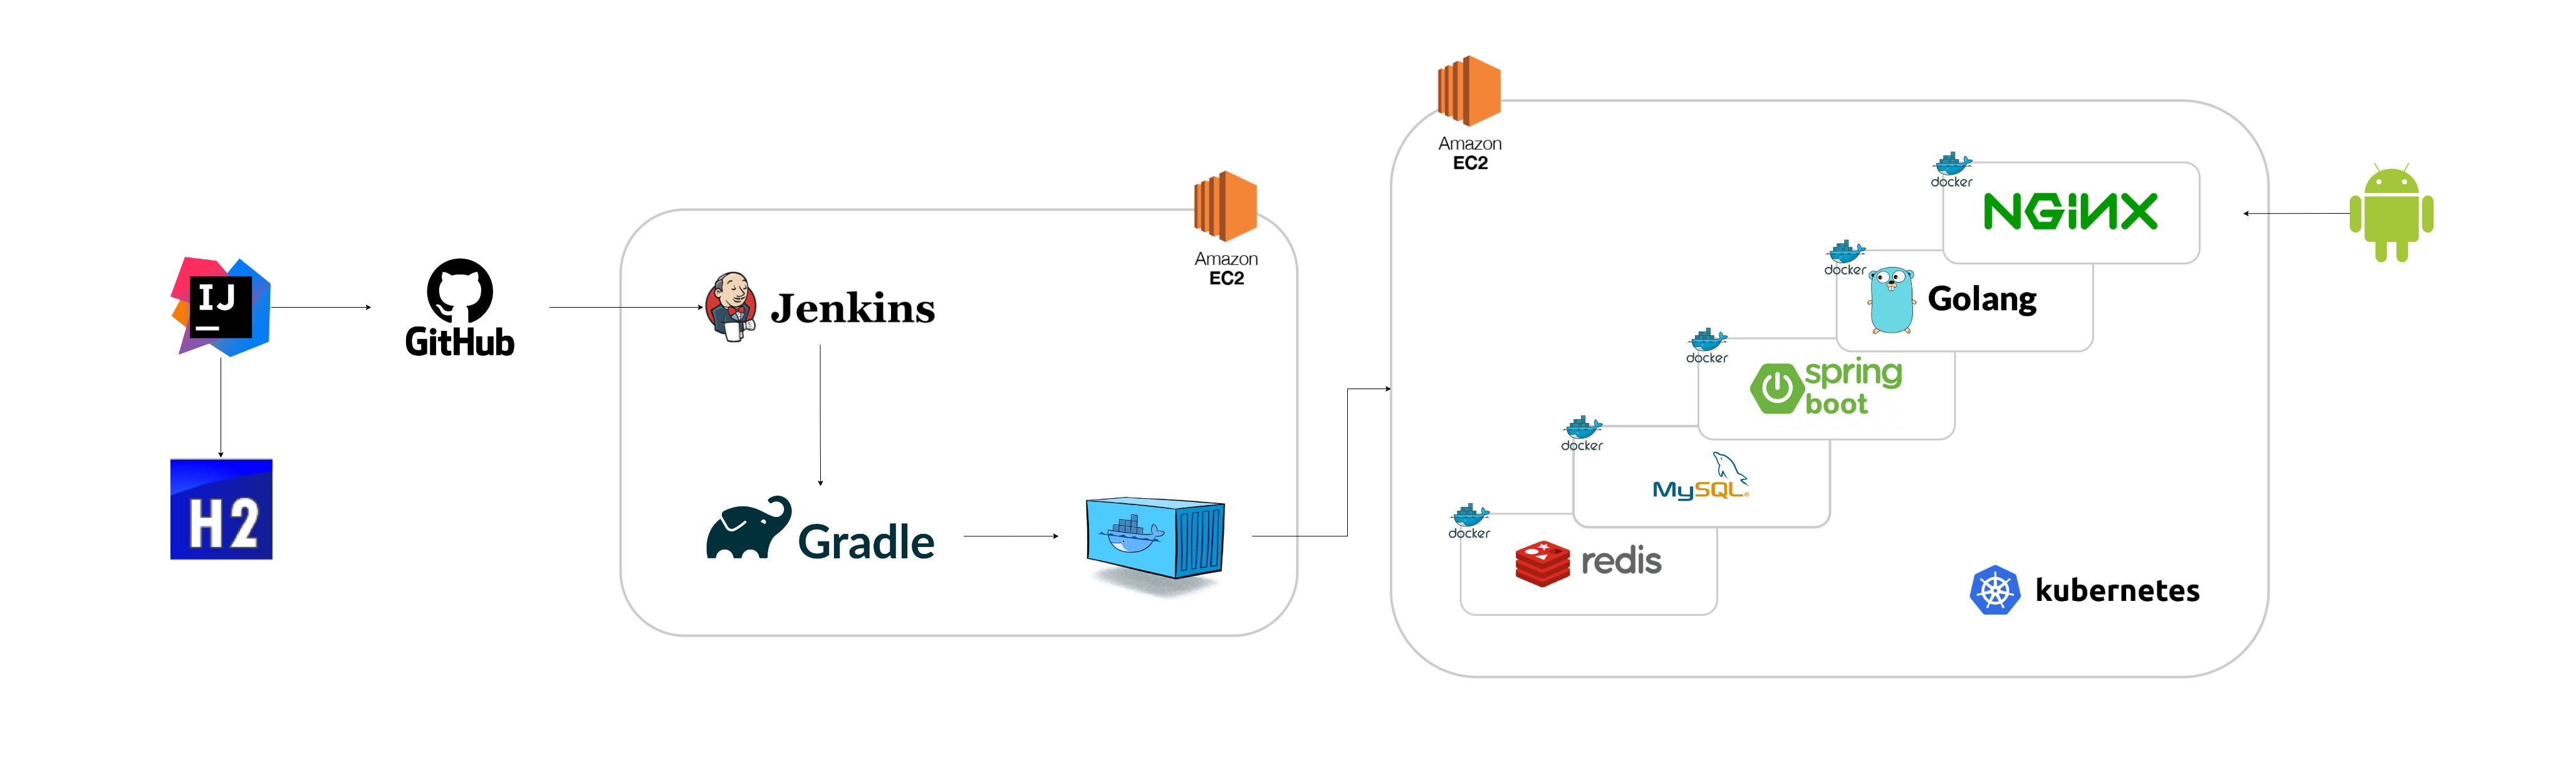 IJ
GitHub
H2
Amazon
EC2
Jenkins
Gradle
Amazon
EC2
docker
NGINX
docker
Golang
docker
spring
boot
docker
MySQL®
docker
redis
kubernetes